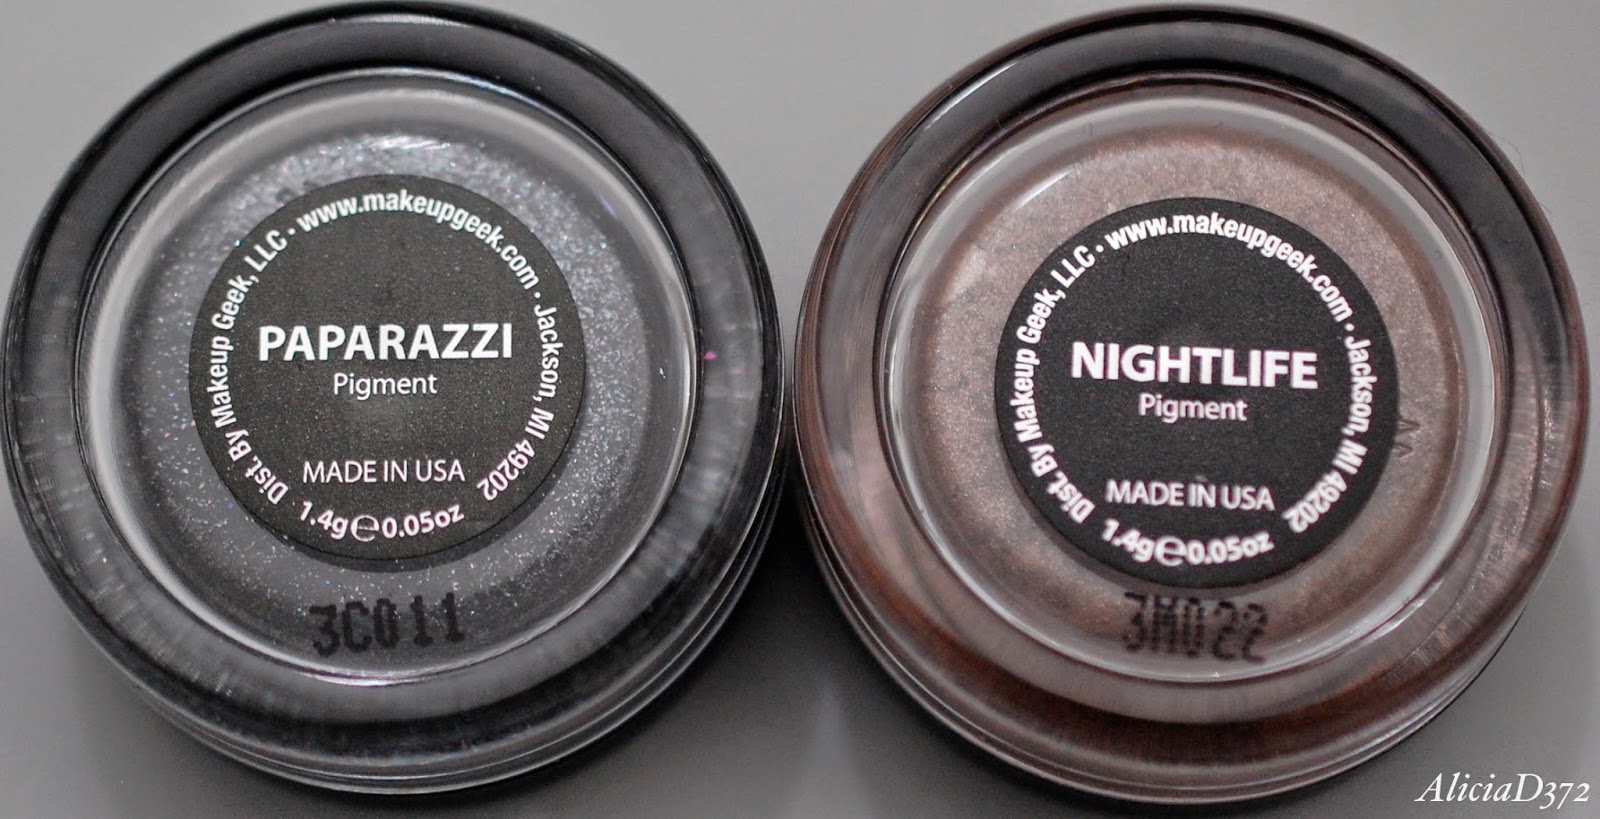 Dist. By Makeup Geek, LLC · www.makeupgeek.com · Jackson, MI 49202
PAPARAZZI
Pigment
MADE IN USA
1.4g℮0.05oz
3C011
Dist. By Makeup Geek, LLC · www.makeupgeek.com · Jackson, MI 49202
NIGHTLIFE
Pigment
MADE IN USA
1.4g℮0.05oz
3M022
AliciaD372